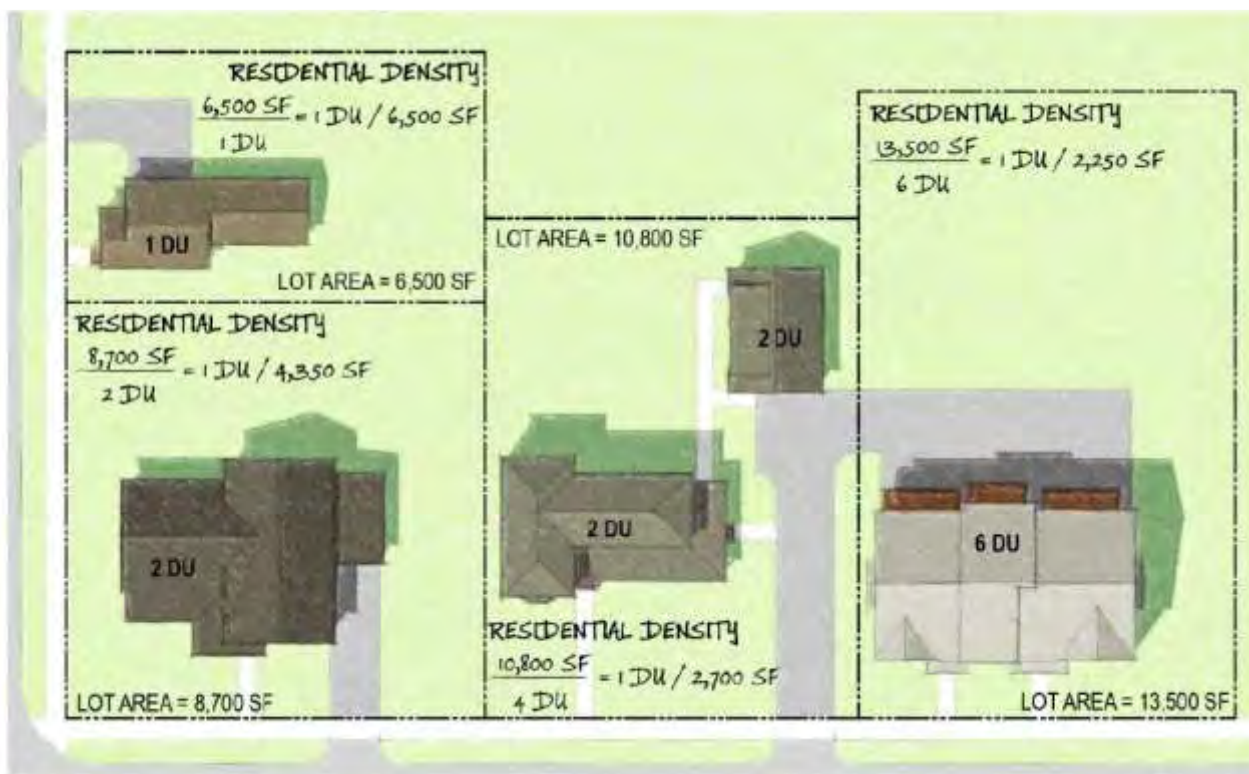 RESIDENTIAL DENSITY
6,500 SF = 1 DU / 6,500 SF
1 DU
1 DU
LOT AREA = 6,500 SF
RESIDENTIAL DENSITY
8,700 SF = 1 DU / 4,350 SF
2 DU
2 DU
LOT AREA = 8,700 SF
LOT AREA = 10,800 SF
2 DU
2 DU
RESIDENTIAL DENSITY
10,800 SF = 1 DU / 2,700 SF
4 DU
RESIDENTIAL DENSITY
13,500 SF = 1 DU / 2,250 SF
6 DU
6 DU
LOT AREA = 13,500 SF